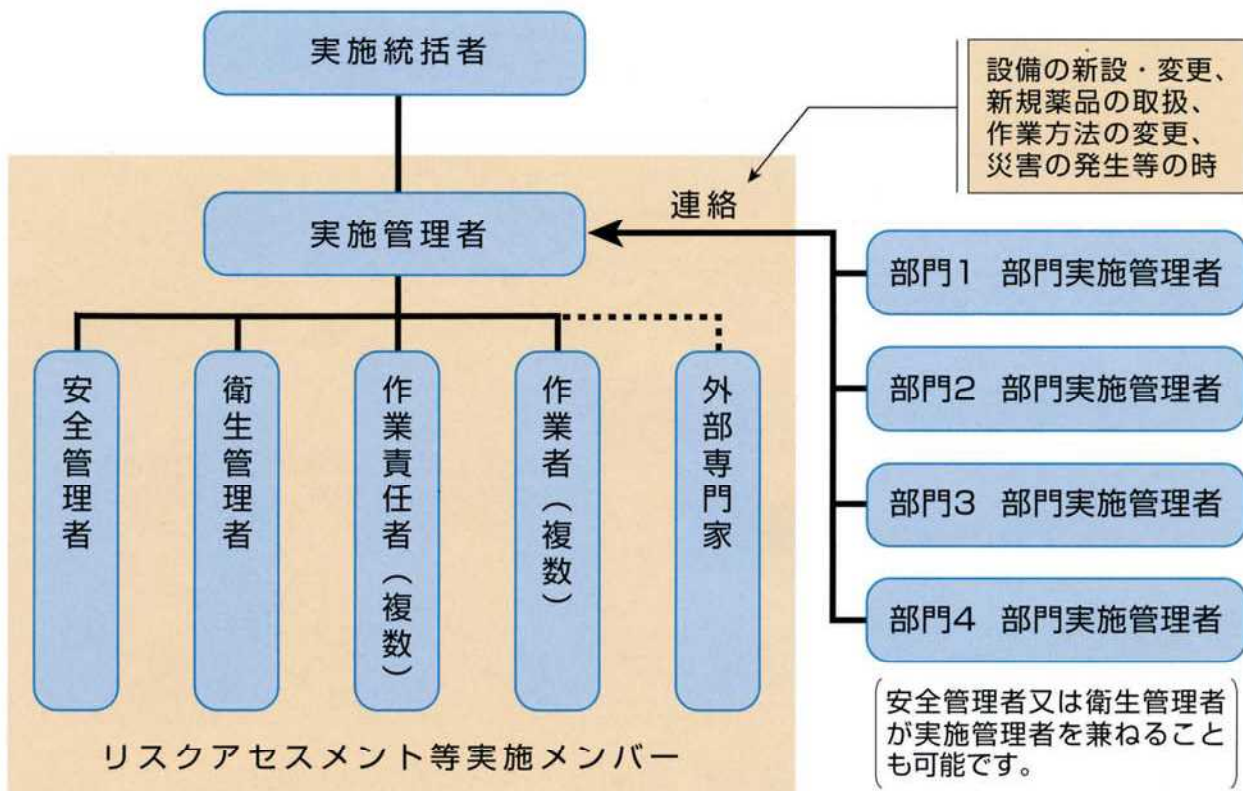 実施統括者
設備の新設・変更、
新規薬品の取扱、
作業方法の変更、
災害の発生等の時
実施管理者
連絡
部門1 部門実施管理者
部門2 部門実施管理者
部門3 部門実施管理者
部門4 部門実施管理者
安全管理者
衛生管理者
作業責任者（複数）
作業者（複数）
外部専門家
リスクアセスメント等実施メンバー
（安全管理者又は衛生管理者
が実施管理者を兼ねること
も可能です。）